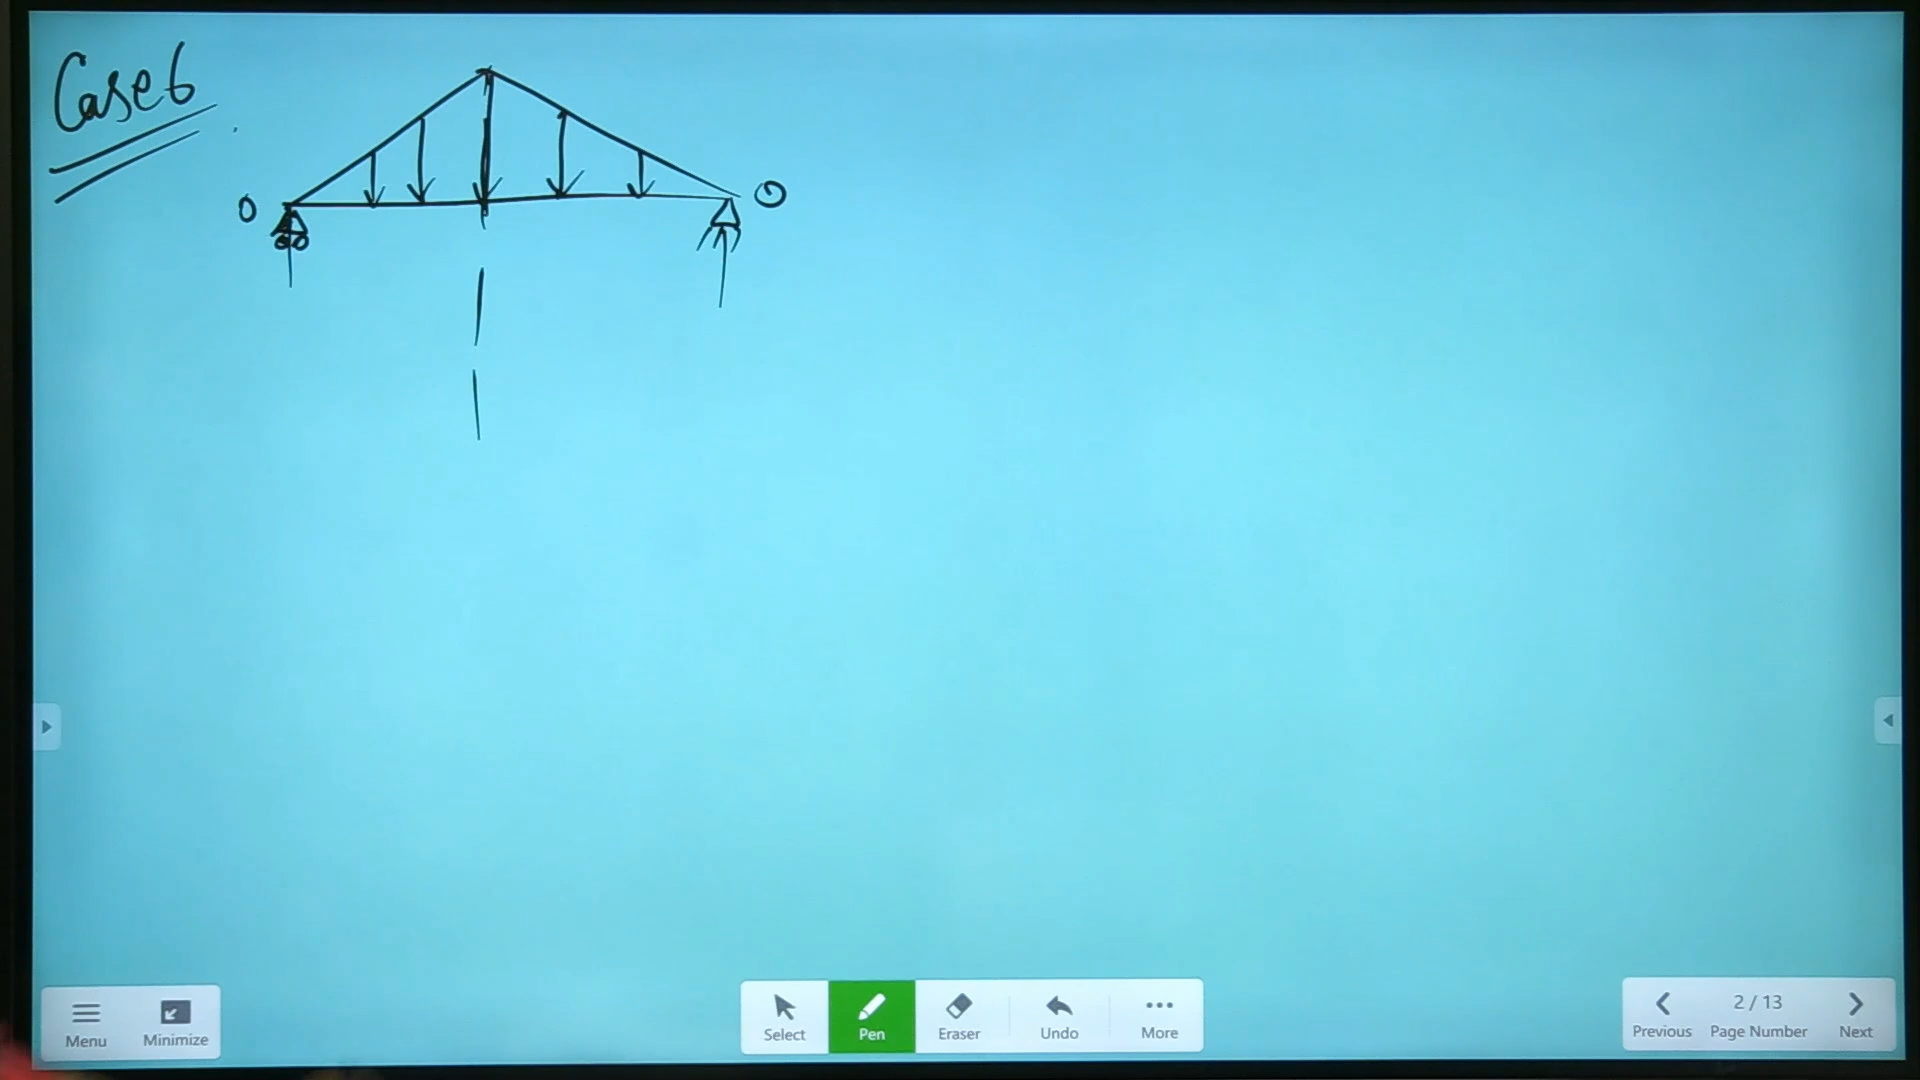 Case 6
0
0
Menu
Minimize
Select
Pen
Eraser
Undo
More
Previous
2 / 13
Page Number
Next